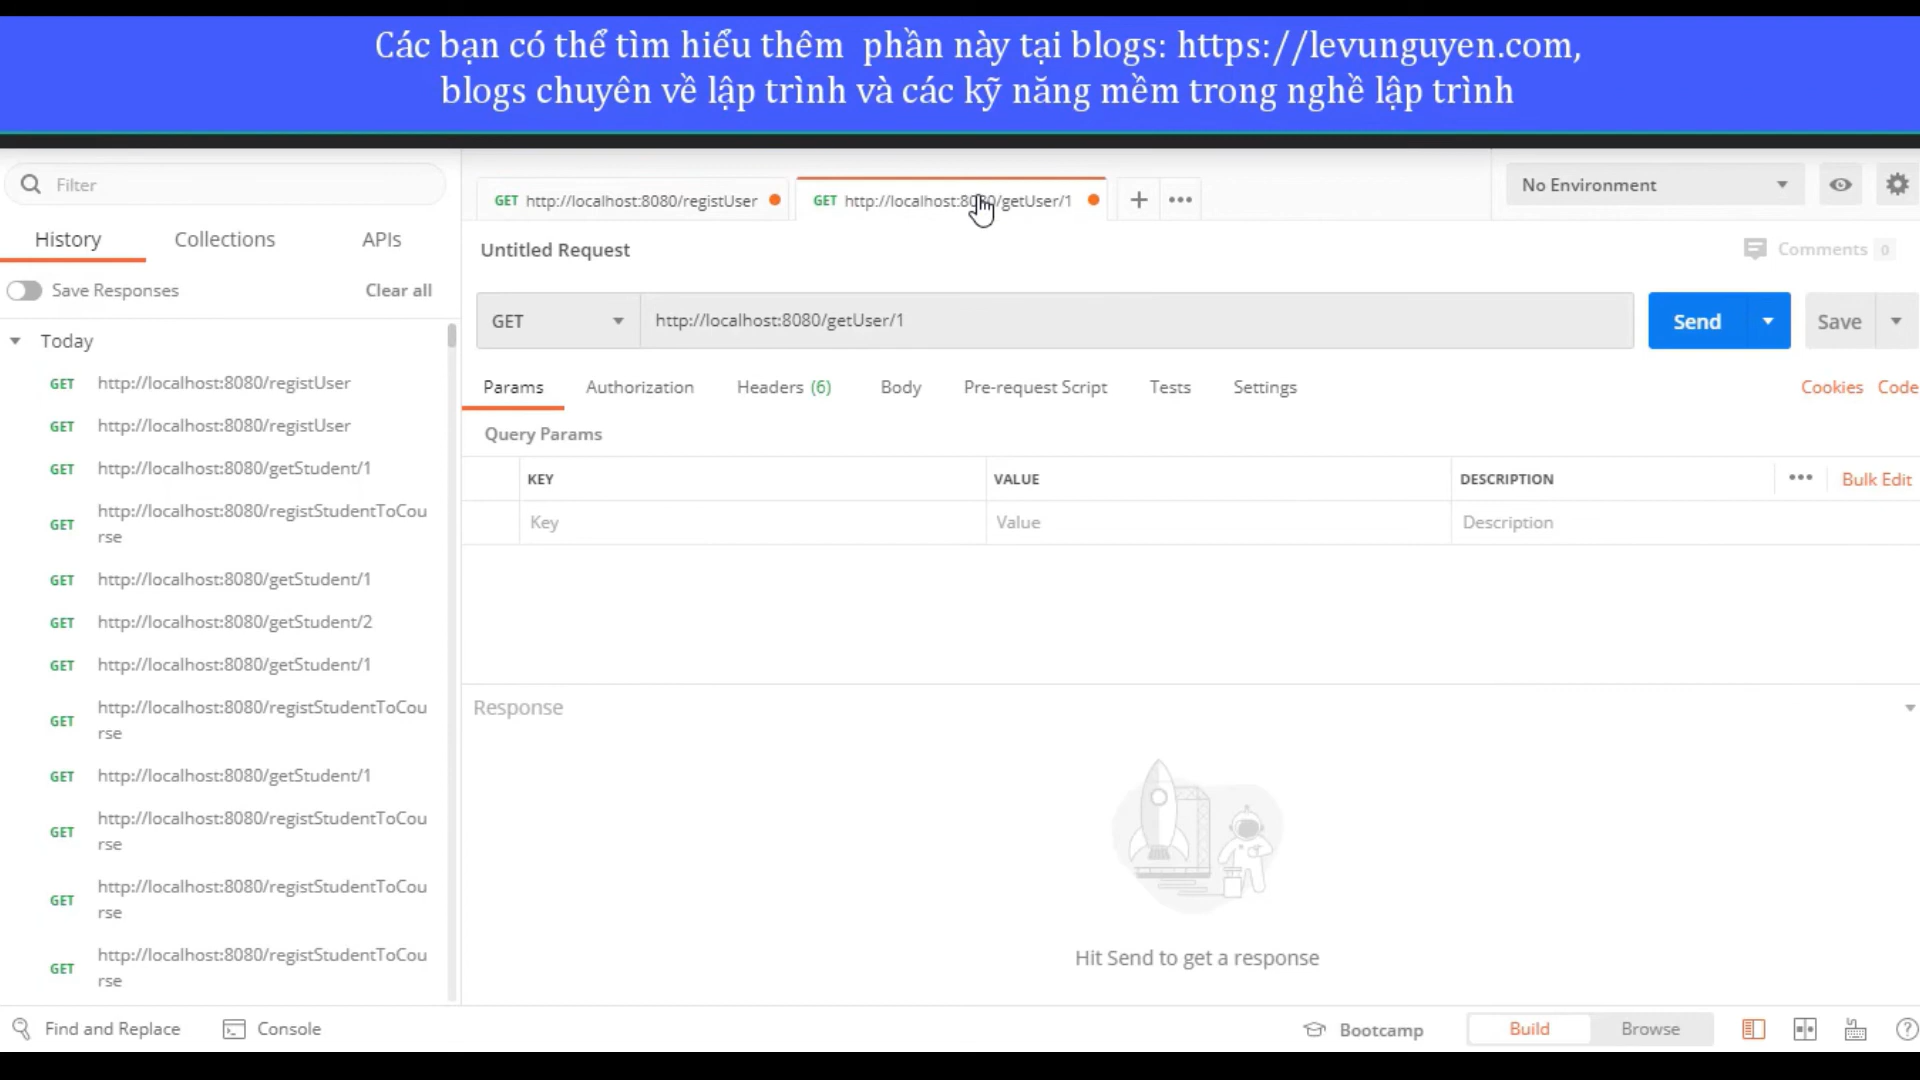 Các bạn có thể tìm hiểu thêm phần này tại blogs: https://levunguyen.com,
blogs chuyên về lập trình và các kỹ năng mềm trong nghề lập trình
Filter
GET http://localhost:8080/registUser
GET http://localhost:8080/getUser/1
No Environment
History
Collections
APIs
Untitled Request
Comments 0
Save Responses
Clear all
GET
http://localhost:8080/getUser/1
Send
Save
Today
GET http://localhost:8080/registUser
GET http://localhost:8080/registUser
GET http://localhost:8080/getStudent/1
GET http://localhost:8080/registStudentToCou
rse
GET http://localhost:8080/getStudent/1
GET http://localhost:8080/getStudent/2
GET http://localhost:8080/getStudent/1
GET http://localhost:8080/registStudentToCou
rse
GET http://localhost:8080/getStudent/1
GET http://localhost:8080/registStudentToCou
rse
GET http://localhost:8080/registStudentToCou
rse
GET http://localhost:8080/registStudentToCou
rse
Params
Authorization
Headers (6)
Body
Pre-request Script
Tests
Settings
Cookies
Code
Query Params
KEY
VALUE
DESCRIPTION
Bulk Edit
Key
Value
Description
Response
Hit Send to get a response
Find and Replace
Console
Bootcamp
Build
Browse